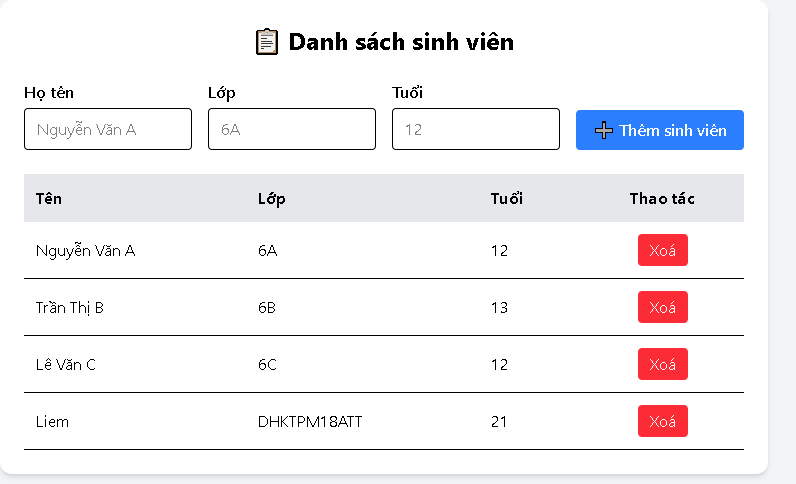 📋 Danh sách sinh viên
Họ tên Lớp Tuổi
Nguyễn Văn A 6A 12 ➕ Thêm sinh viên
Tên Lớp Tuổi Thao tác
Nguyễn Văn A 6A 12 Xoá
Trần Thị B 6B 13 Xoá
Lê Văn C 6C 12 Xoá
Liem DHKTPM18ATT 21 Xoá